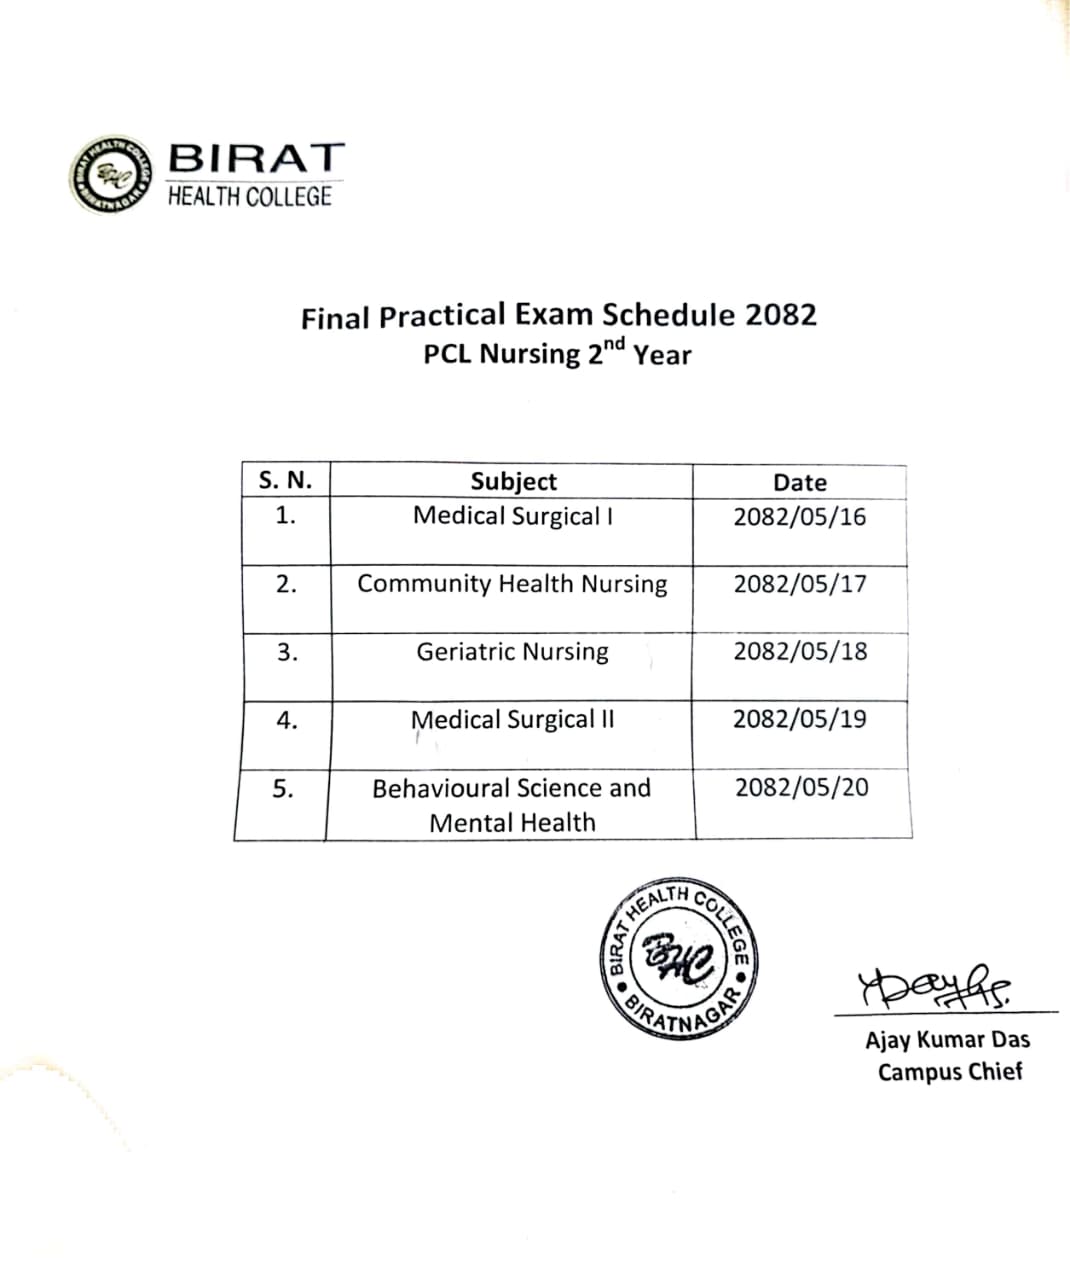 BIRAT HEALTH COLLEGE
BHC
BIRATNAGAR
BIRAT
HEALTH COLLEGE
Final Practical Exam Schedule 2082
PCL Nursing 2nd Year
S. N. Subject Date
1. Medical Surgical I 2082/05/16
2. Community Health Nursing 2082/05/17
3. Geriatric Nursing 2082/05/18
4. Medical Surgical II 2082/05/19
5. Behavioural Science and 2082/05/20
Mental Health
BIRAT HEALTH COLLEGE
BHC
BIRATNAGAR
Ajay Kumar Das
Campus Chief